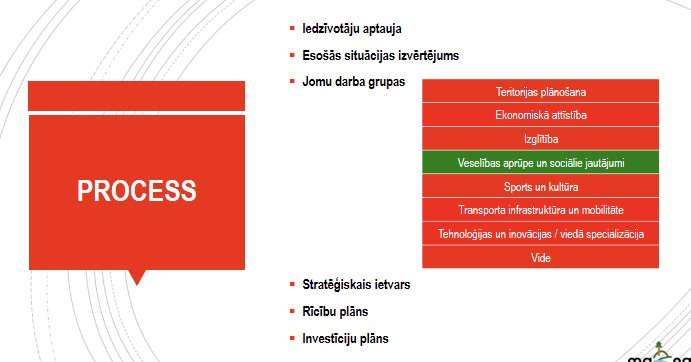 Iedzīvotāju aptauja
Esošās situācijas izvērtējums
Jomu darba grupas
Teritorijas plānošana
Ekonomiskā attīstība
Izglītība
Veselības aprūpe un sociālie jautājumi
Sports un kultūra
Transporta infrastruktūra un mobilitāte
Tehnoloģijas un inovācijas / viedā specializācija
Vide
PROCESS
Stratēģiskais ietvars
Rīcību plāns
Investīciju plāns